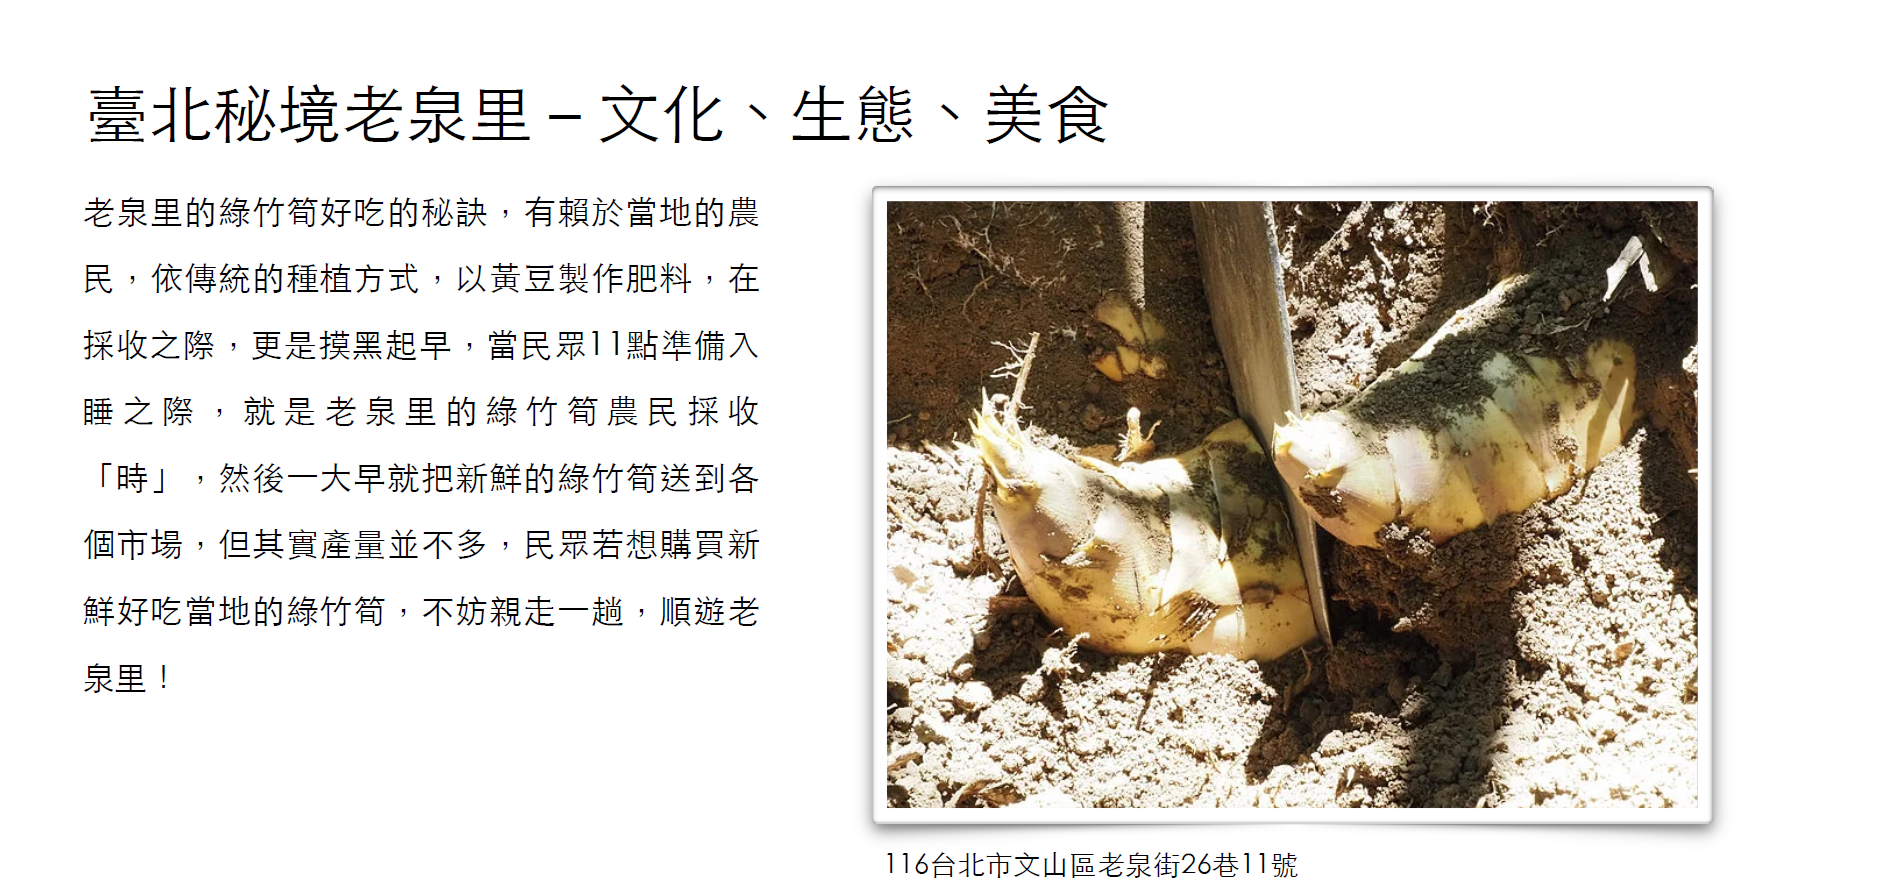 臺北秘境老泉里 – 文化、生態、美食
老泉里的綠竹筍好吃的秘訣，有賴於當地的農
民，依傳統的種植方式，以黃豆製作肥料，在
採收之際，更是摸黑起早，當民眾11點準備入
睡之際，就是老泉里的綠竹筍農民採收
「時」，然後一大早就把新鮮的綠竹筍送到各
個市場，但其實產量並不多，民眾若想購買新
鮮好吃當地的綠竹筍，不妨親走一趟，順遊老
泉里！
116台北市文山區老泉街26巷11號